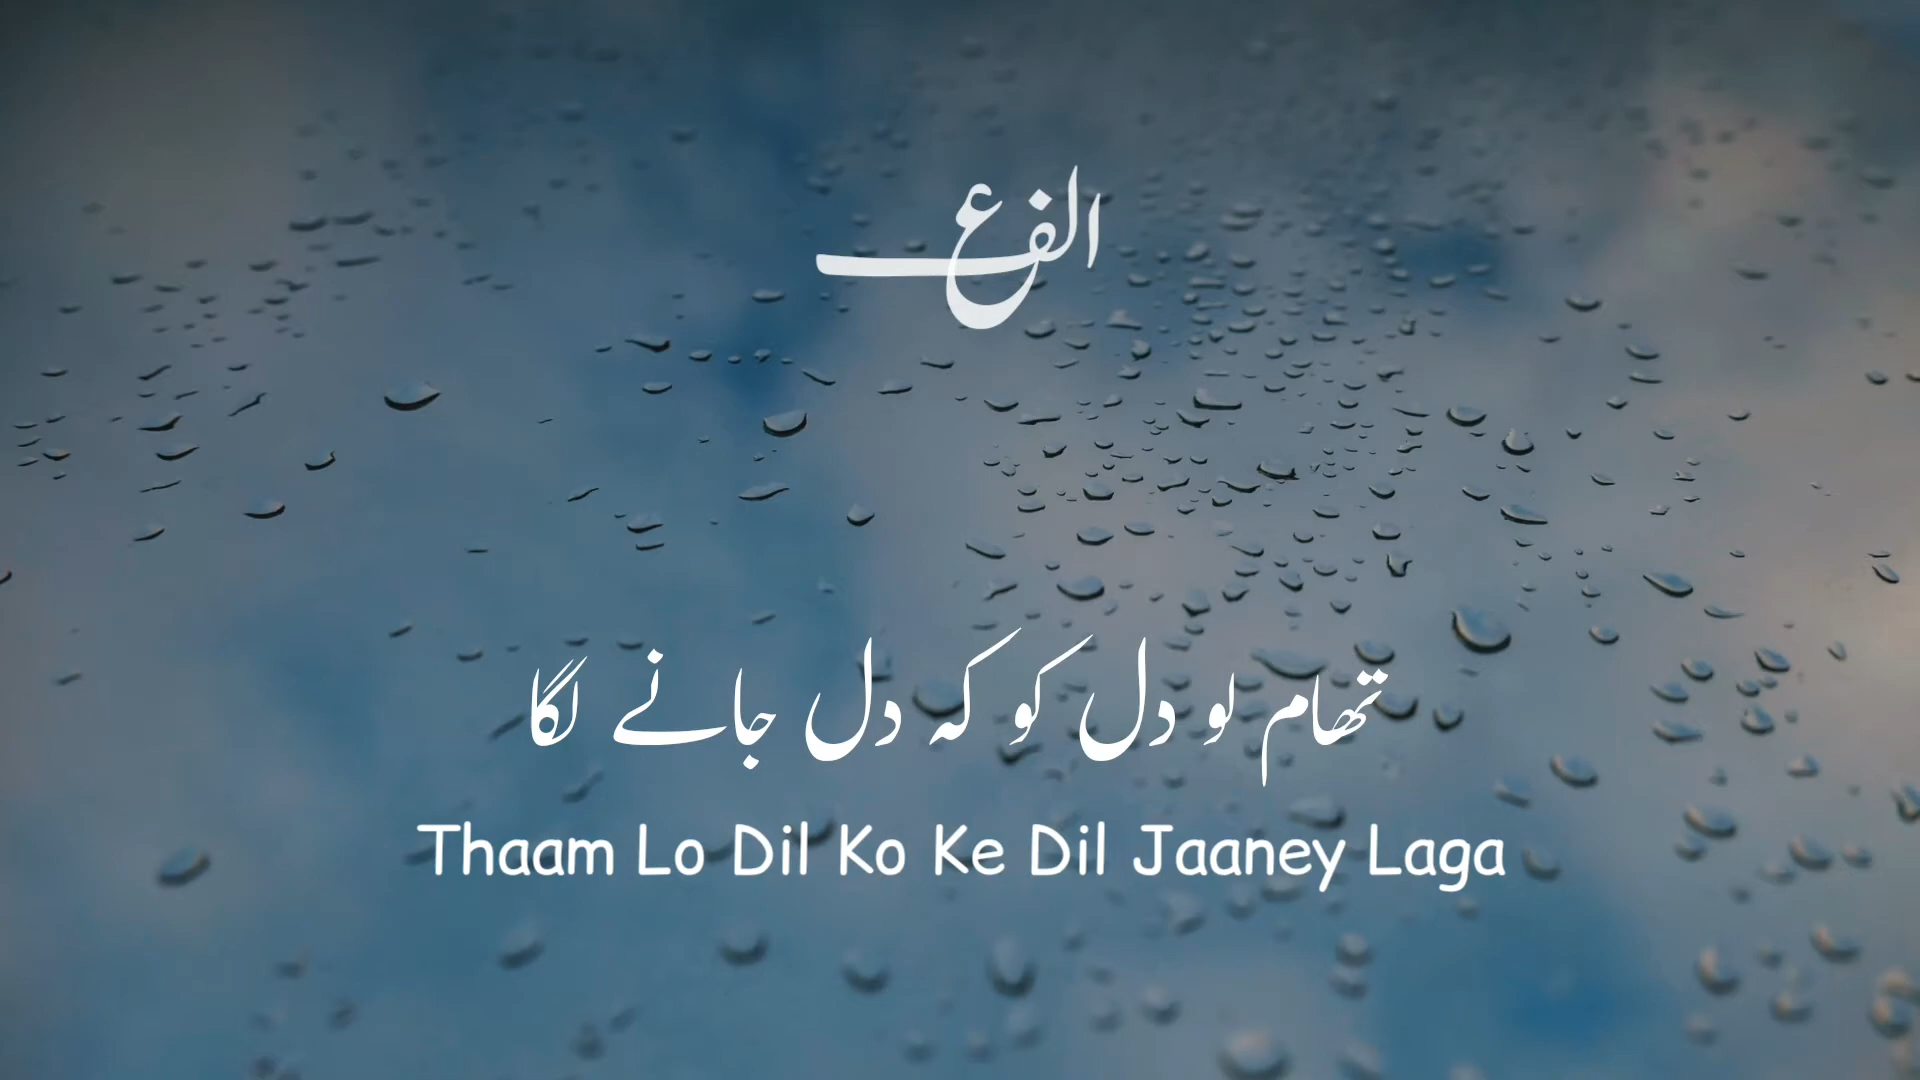 الف ع
تھام لو دل کو کہ دل جانے لگا
Thaam Lo Dil Ko Ke Dil Jaaney Laga